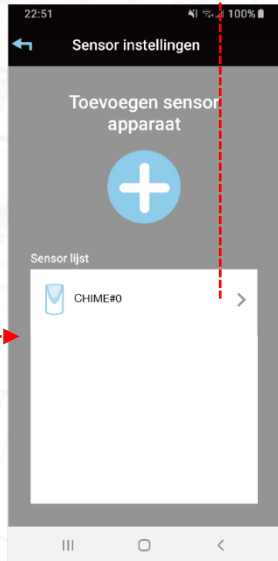 22:51 100%
Sensor instellingen
Toevoegen sensor
apparaat
Sensor lijst
CHIME#0